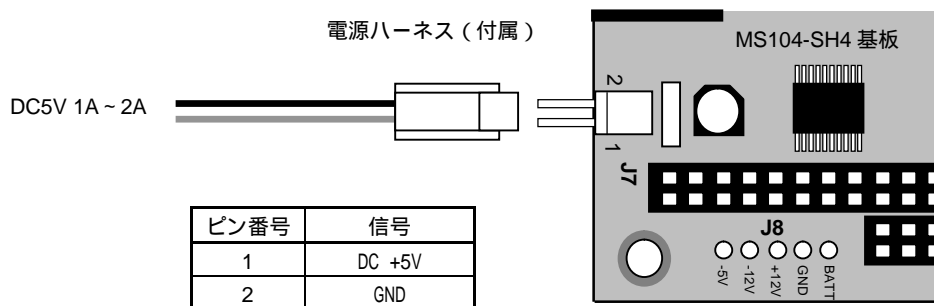 電源ハーネス ( 付属 )
MS104-SH4 基板
DC5V 1A ~ 2A
2
1
J7
J8
-5V
-12V
+12V
GND
BATT
ピン番号 信号
1 DC +5V
2 GND